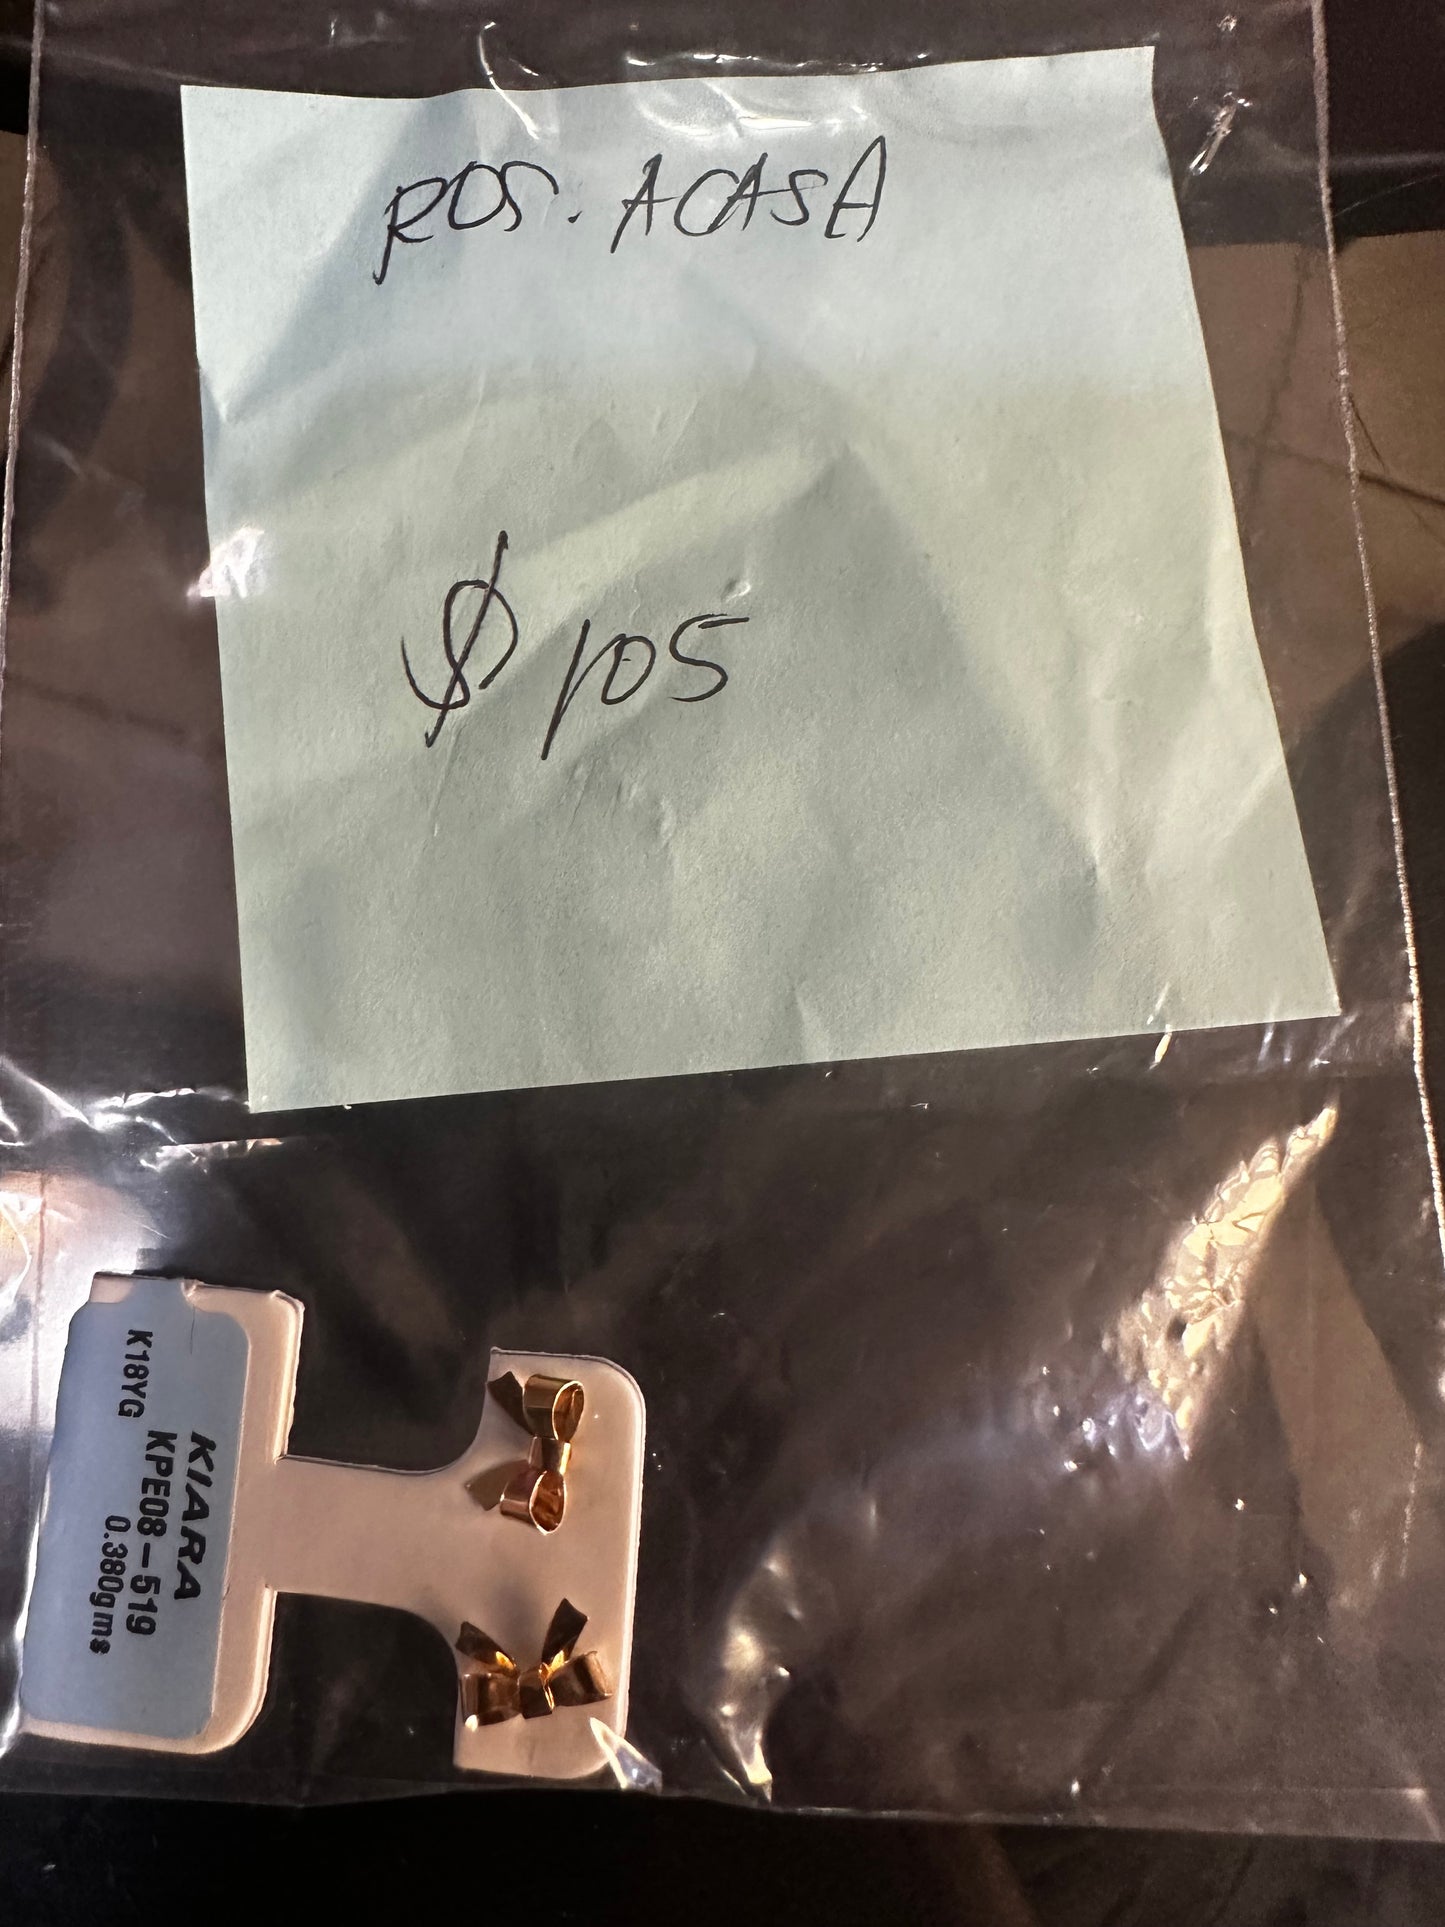 ROS. ACASA
$105
KIARA
KPE08-519
K18YG 0.380gms